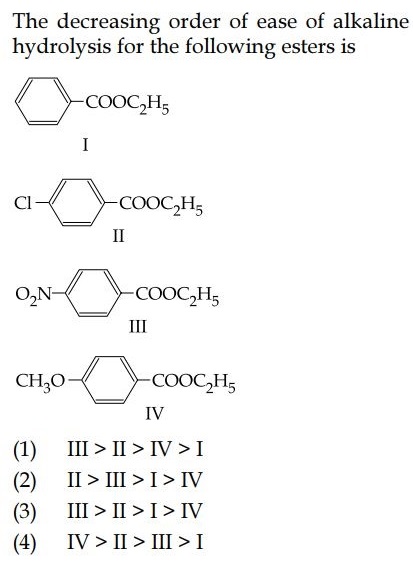 The decreasing order of ease of alkaline
hydrolysis for the following esters is
COOC₂H₅
I
Cl COOC₂H₅
II
O₂N COOC₂H₅
III
CH₃O COOC₂H₅
IV
(1) III > II > IV > I
(2) II > III > I > IV
(3) III > II > I > IV
(4) IV > II > III > I